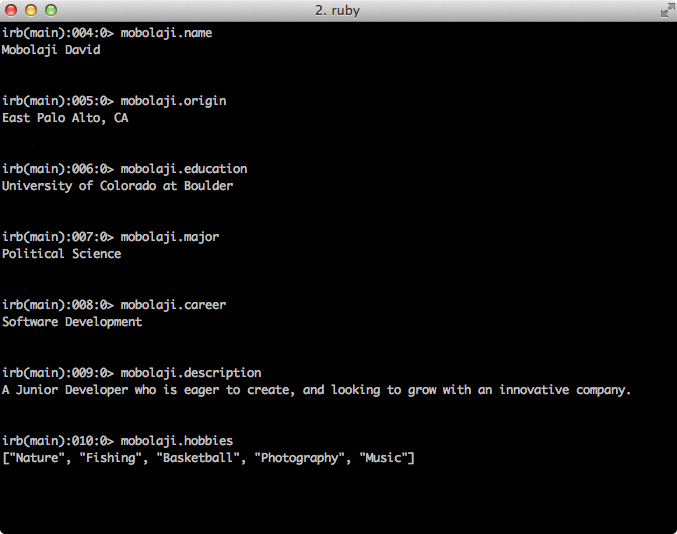 2. ruby
irb(main):004:0> mobolaji.name
Mobolaji David
irb(main):005:0> mobolaji.origin
East Palo Alto, CA
irb(main):006:0> mobolaji.education
University of Colorado at Boulder
irb(main):007:0> mobolaji.major
Political Science
irb(main):008:0> mobolaji.career
Software Development
irb(main):009:0> mobolaji.description
A Junior Developer who is eager to create, and looking to grow with an innovative company.
irb(main):010:0> mobolaji.hobbies
["Nature", "Fishing", "Basketball", "Photography", "Music"]